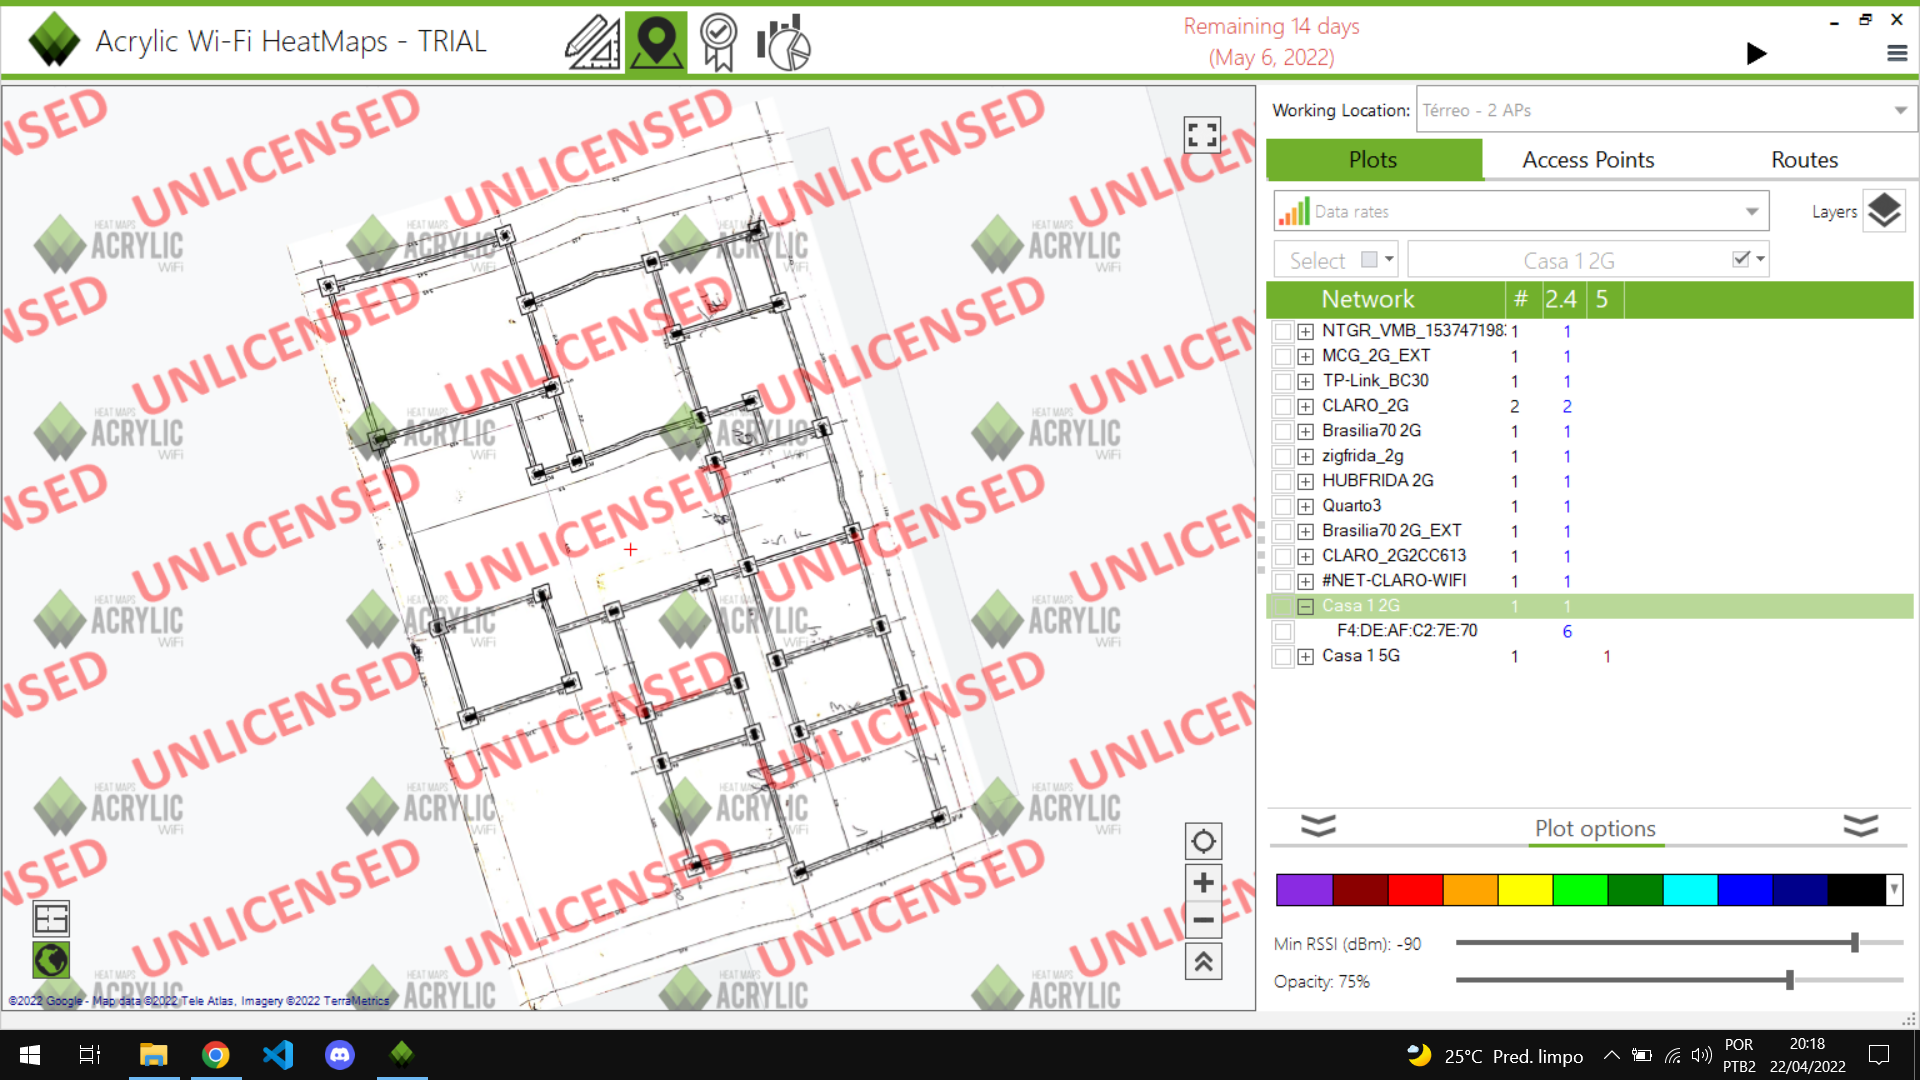 Acrylic Wi-Fi HeatMaps - TRIAL
Remaining 14 days
(May 6, 2022)
Working Location: Térreo - 2 APs
Plots Access Points Routes
Data rates Layers
Select Casa 1 2G
Network # 2.4 5
NTGR_VMB_153747198 1 1
MCG_2G_EXT 1 1
TP-Link_BC30 1 1
CLARO_2G 2 2
Brasilia70 2G 1 1
zigfrida_2g 1 1
HUBFRIDA 2G 1 1
Quarto3 1 1
Brasilia70 2G_EXT 1 1
CLARO_2G2CC613 1 1
#NET-CLARO-WIFI 1 1
Casa 1 2G 1 1
F4:DE:AF:C2:7E:70 6
Casa 1 5G 1 1
Plot options
Min RSSI (dBm): -90
Opacity: 75%
UNLICENSED
HEAT MAPS
ACRYLIC
WiFi
©2022 Google - Map data ©2022 Tele Atlas, Imagery ©2022 TerraMetrics
25°C Pred. limpo
POR
PTB2
20:18
22/04/2022